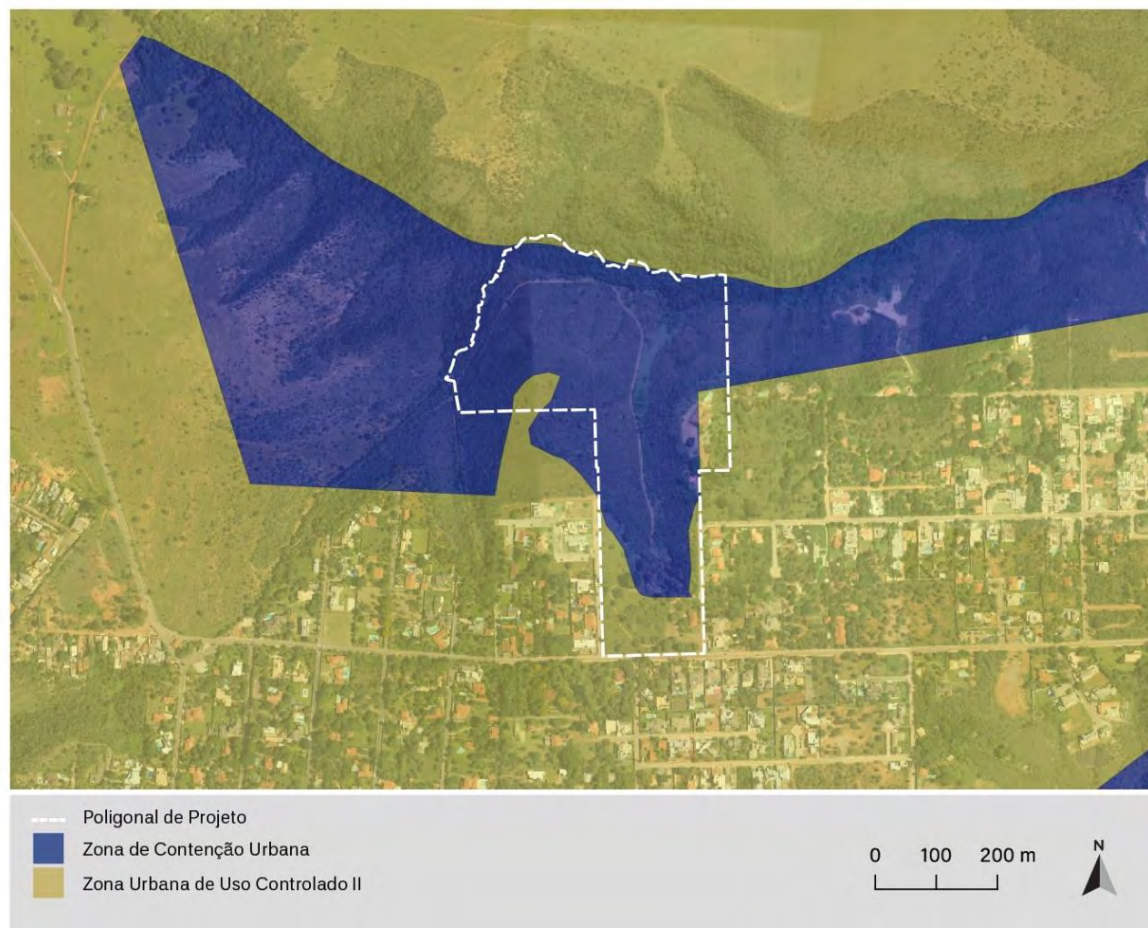 Poligonal de Projeto
Zona de Contenção Urbana
Zona Urbana de Uso Controlado II
0 100 200 m
N